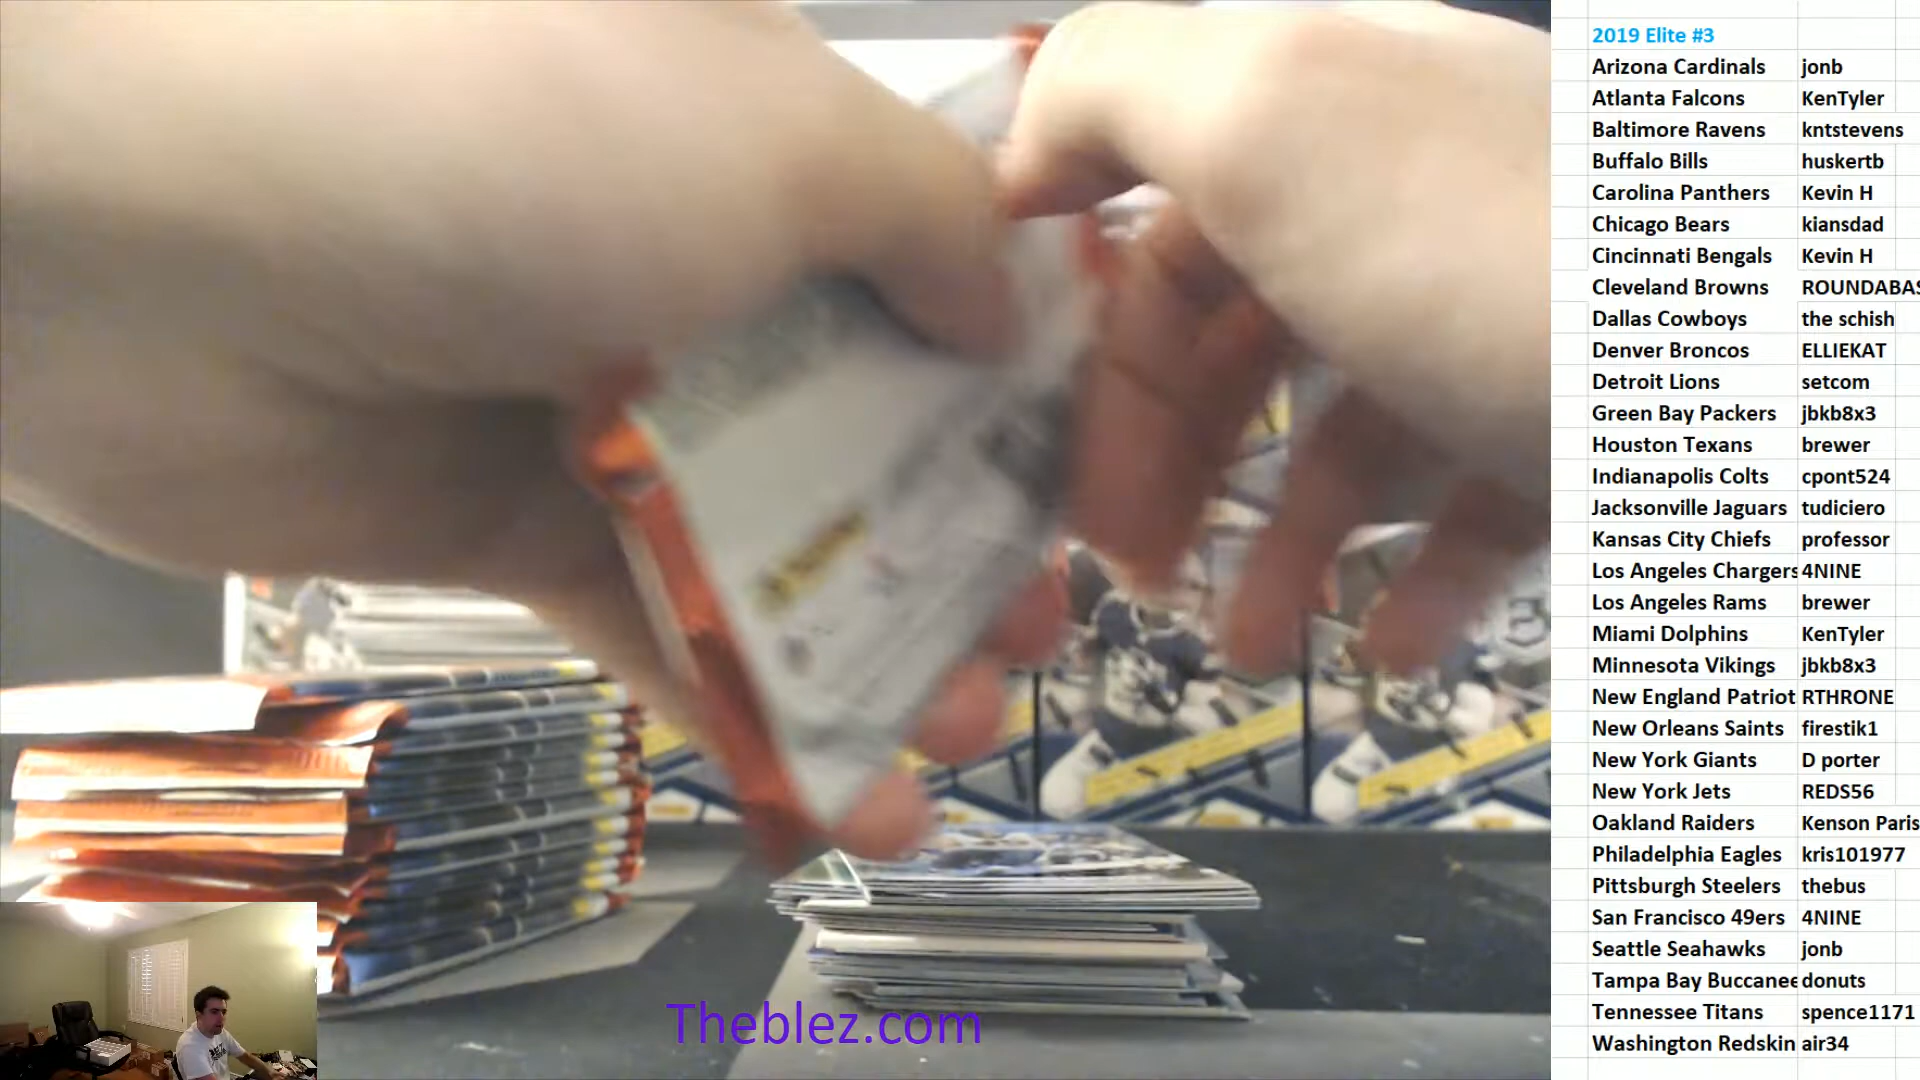 2019 Elite #3
Arizona Cardinals jonb
Atlanta Falcons KenTyler
Baltimore Ravens kntstevens
Buffalo Bills huskertb
Carolina Panthers Kevin H
Chicago Bears kiansdad
Cincinnati Bengals Kevin H
Cleveland Browns ROUNDABAS
Dallas Cowboys the schish
Denver Broncos ELLIEKAT
Detroit Lions setcom
Green Bay Packers jbkb8x3
Houston Texans brewer
Indianapolis Colts cpont524
Jacksonville Jaguars tudiciero
Kansas City Chiefs professor
Los Angeles Chargers 4NINE
Los Angeles Rams brewer
Miami Dolphins KenTyler
Minnesota Vikings jbkb8x3
New England Patriot RTHRONE
New Orleans Saints firestik1
New York Giants D porter
New York Jets REDS56
Oakland Raiders Kenson Paris
Philadelphia Eagles kris101977
Pittsburgh Steelers thebus
San Francisco 49ers 4NINE
Seattle Seahawks jonb
Tampa Bay Buccanee donuts
Tennessee Titans spence1171
Washington Redskin air34
Theblez.com